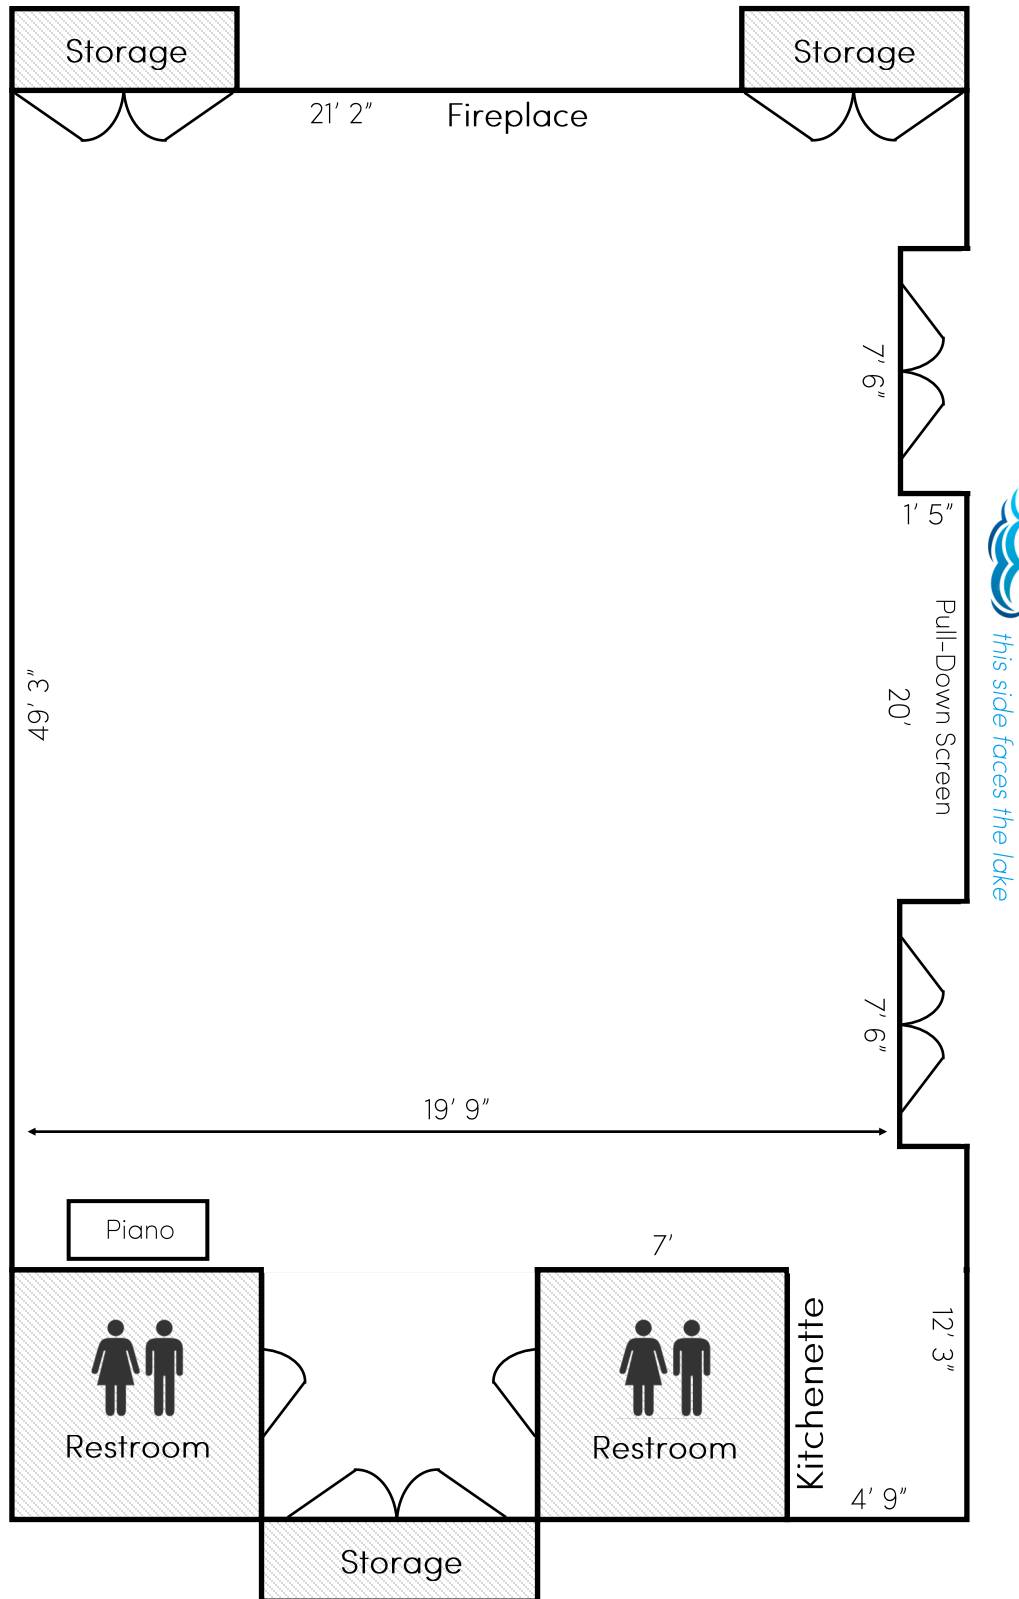 Storage
Storage
21’ 2”
Fireplace
7’ 6”
1’ 5”
Pull-Down Screen
this side faces the lake
49’ 3”
20’
7’ 6”
19’ 9”
Piano
7’
Kitchenette
12’ 3”
Restroom
Restroom
4’ 9”
Storage